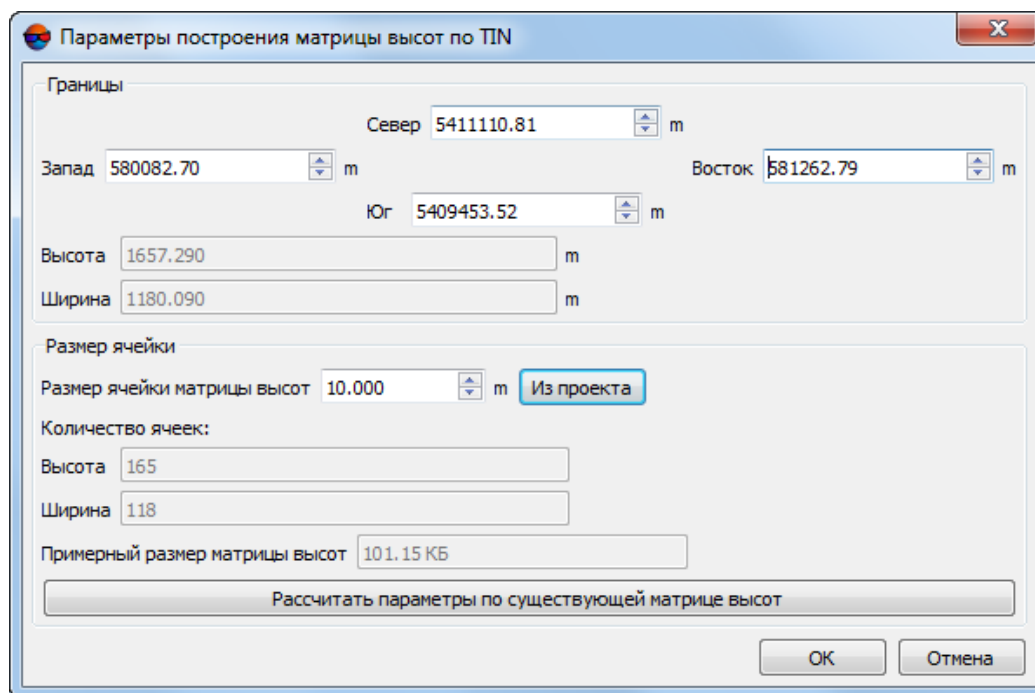 Параметры построения матрицы высот по TIN
Границы
Север 5411110.81 m
Запад 580082.70 m Восток 581262.79 m
Юг 5409453.52 m
Высота 1657.290 m
Ширина 1180.090 m
Размер ячейки
Размер ячейки матрицы высот 10.000 m Из проекта
Количество ячеек:
Высота 165
Ширина 118
Примерный размер матрицы высот 101.15 КБ
Рассчитать параметры по существующей матрице высот
OK Отмена